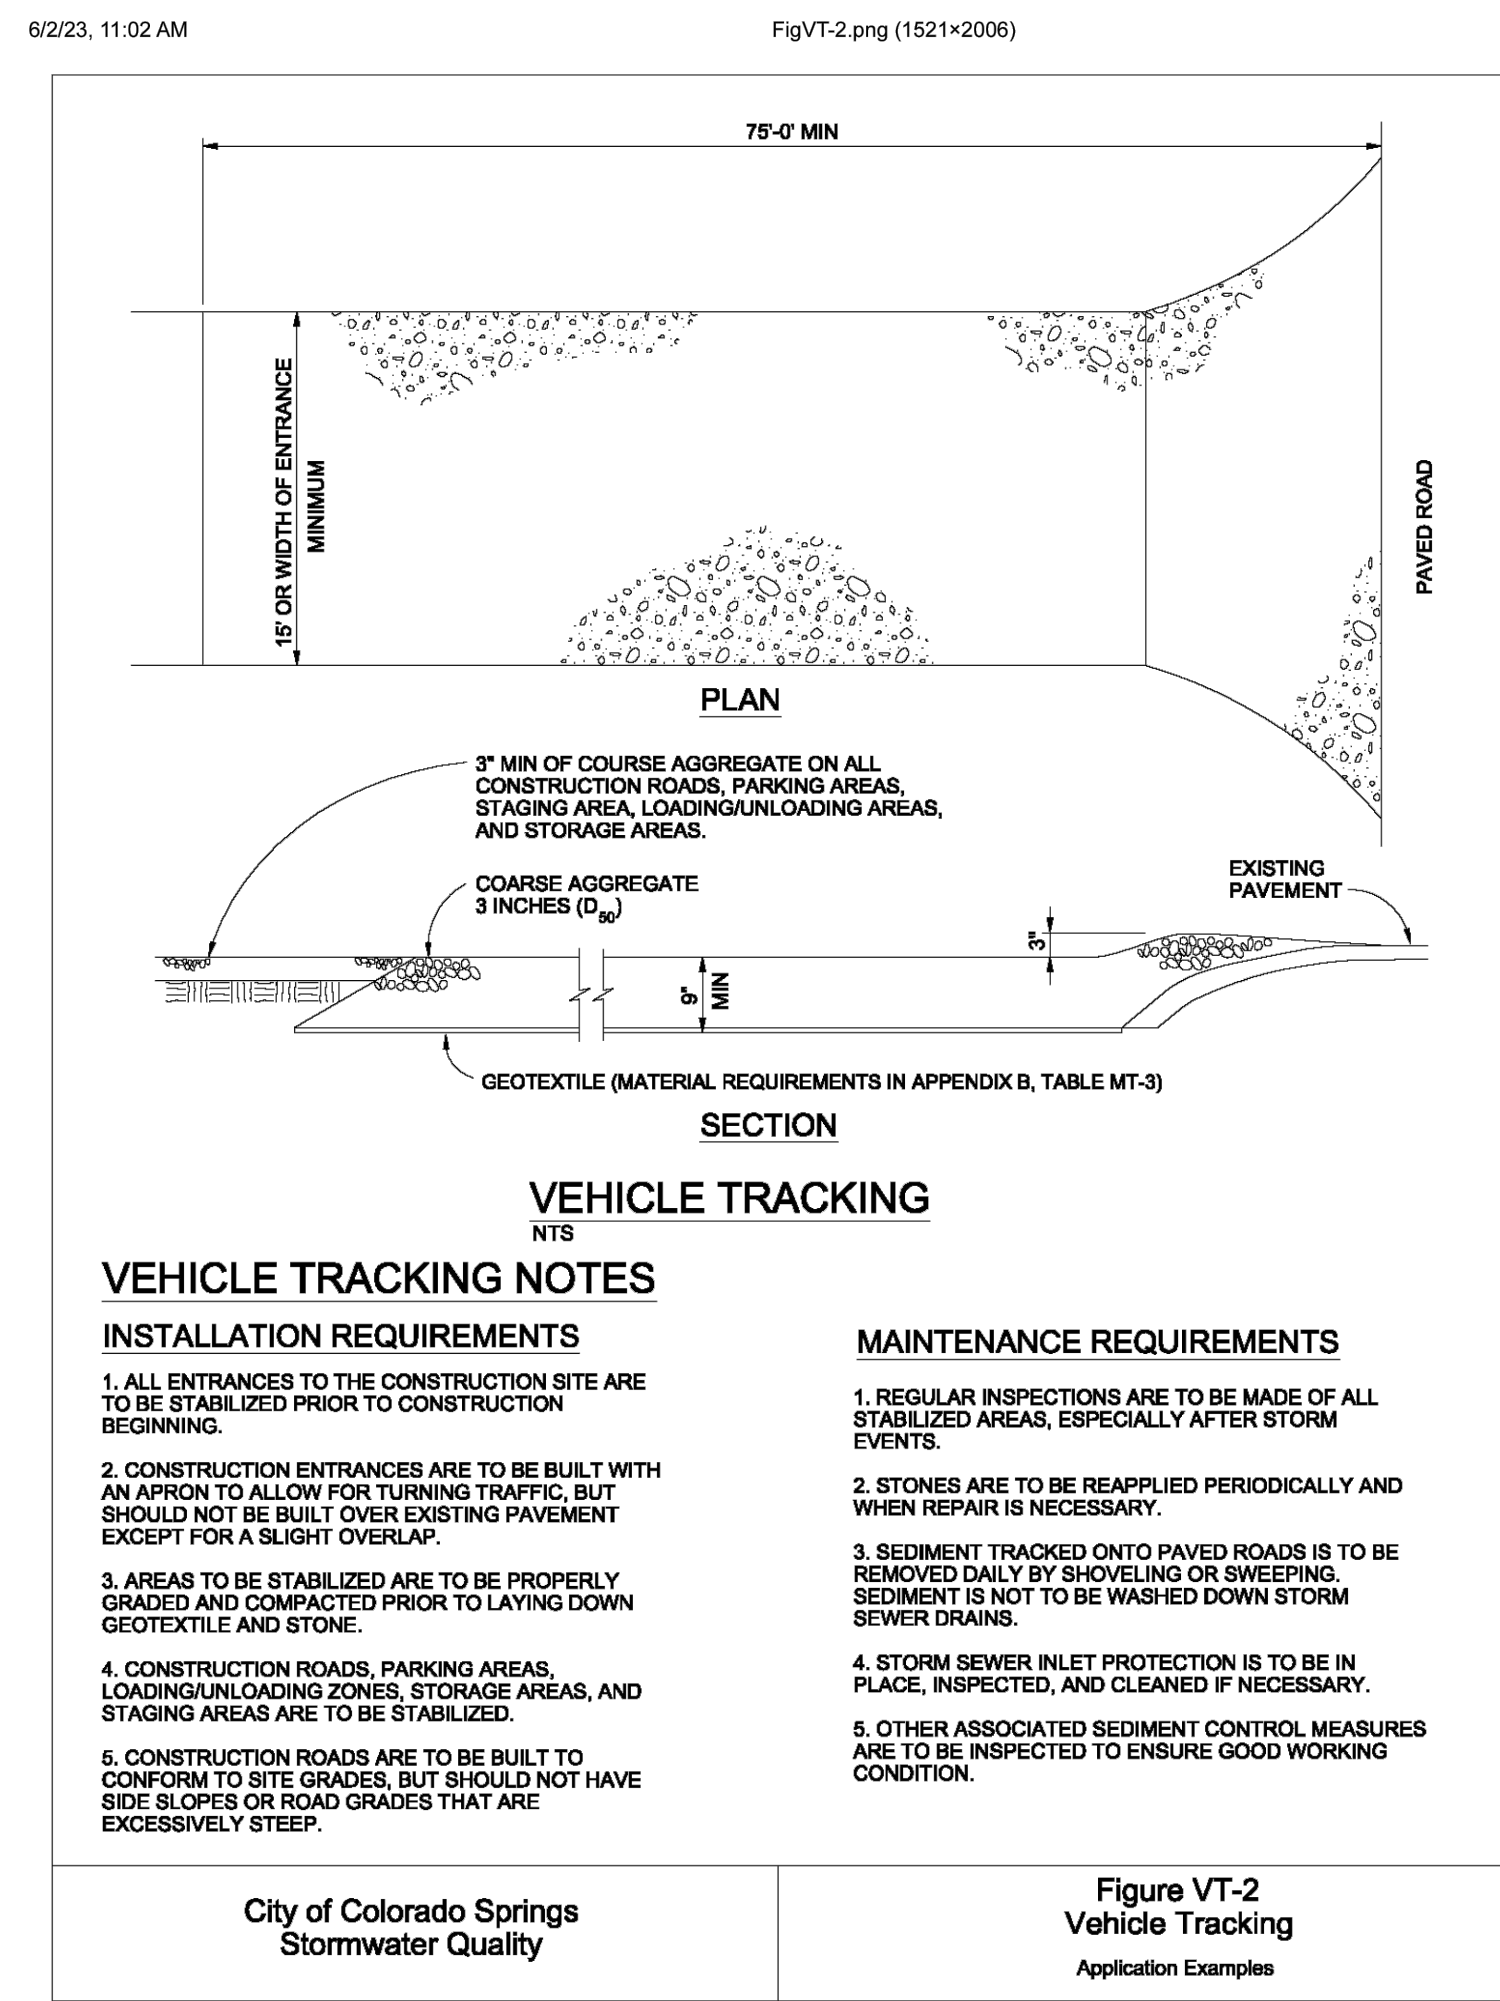 6/2/23, 11:02 AM
FigVT-2.png (1521×2006)
75'-0' MIN
15' OR WIDTH OF ENTRANCE
MINIMUM
PAVED ROAD
PLAN
3" MIN OF COURSE AGGREGATE ON ALL
CONSTRUCTION ROADS, PARKING AREAS,
STAGING AREA, LOADING/UNLOADING AREAS,
AND STORAGE AREAS.
COARSE AGGREGATE
3 INCHES (D50)
EXISTING
PAVEMENT
3"
9"
MIN
GEOTEXTILE (MATERIAL REQUIREMENTS IN APPENDIX B, TABLE MT-3)
SECTION
VEHICLE TRACKING
NTS
VEHICLE TRACKING NOTES
INSTALLATION REQUIREMENTS
1. ALL ENTRANCES TO THE CONSTRUCTION SITE ARE
TO BE STABILIZED PRIOR TO CONSTRUCTION
BEGINNING.
2. CONSTRUCTION ENTRANCES ARE TO BE BUILT WITH
AN APRON TO ALLOW FOR TURNING TRAFFIC, BUT
SHOULD NOT BE BUILT OVER EXISTING PAVEMENT
EXCEPT FOR A SLIGHT OVERLAP.
3. AREAS TO BE STABILIZED ARE TO BE PROPERLY
GRADED AND COMPACTED PRIOR TO LAYING DOWN
GEOTEXTILE AND STONE.
4. CONSTRUCTION ROADS, PARKING AREAS,
LOADING/UNLOADING ZONES, STORAGE AREAS, AND
STAGING AREAS ARE TO BE STABILIZED.
5. CONSTRUCTION ROADS ARE TO BE BUILT TO
CONFORM TO SITE GRADES, BUT SHOULD NOT HAVE
SIDE SLOPES OR ROAD GRADES THAT ARE
EXCESSIVELY STEEP.
MAINTENANCE REQUIREMENTS
1. REGULAR INSPECTIONS ARE TO BE MADE OF ALL
STABILIZED AREAS, ESPECIALLY AFTER STORM
EVENTS.
2. STONES ARE TO BE REAPPLIED PERIODICALLY AND
WHEN REPAIR IS NECESSARY.
3. SEDIMENT TRACKED ONTO PAVED ROADS IS TO BE
REMOVED DAILY BY SHOVELING OR SWEEPING.
SEDIMENT IS NOT TO BE WASHED DOWN STORM
SEWER DRAINS.
4. STORM SEWER INLET PROTECTION IS TO BE IN
PLACE, INSPECTED, AND CLEANED IF NECESSARY.
5. OTHER ASSOCIATED SEDIMENT CONTROL MEASURES
ARE TO BE INSPECTED TO ENSURE GOOD WORKING
CONDITION.
City of Colorado Springs
Stormwater Quality
Figure VT-2
Vehicle Tracking
Application Examples